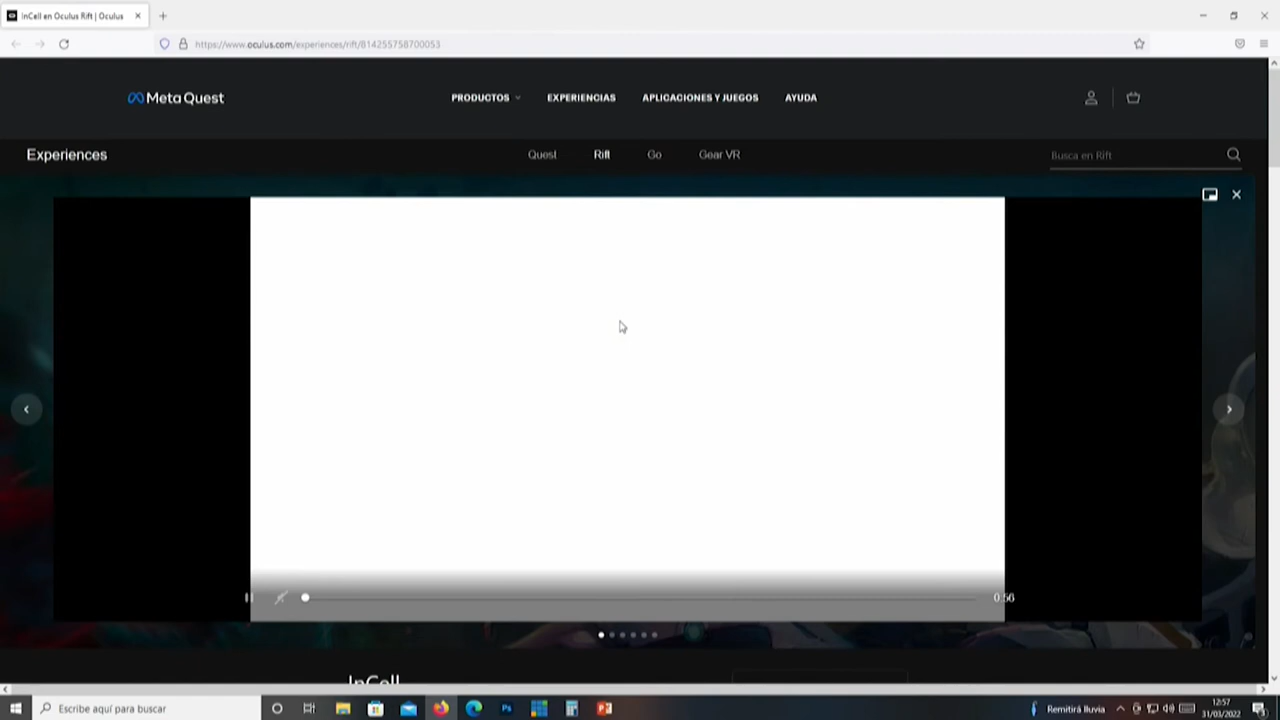 InCell en Oculus Rift | Oculus
https://www.oculus.com/experiences/rift/814255758700053
Meta Quest
PRODUCTOS
EXPERIENCIAS
APLICACIONES Y JUEGOS
AYUDA
Experiences
Quest
Rift
Go
Gear VR
Busca en Rift
0:56
InCell
Escribe aquí para buscar
Remitirá lluvia
12:57
31/03/2022